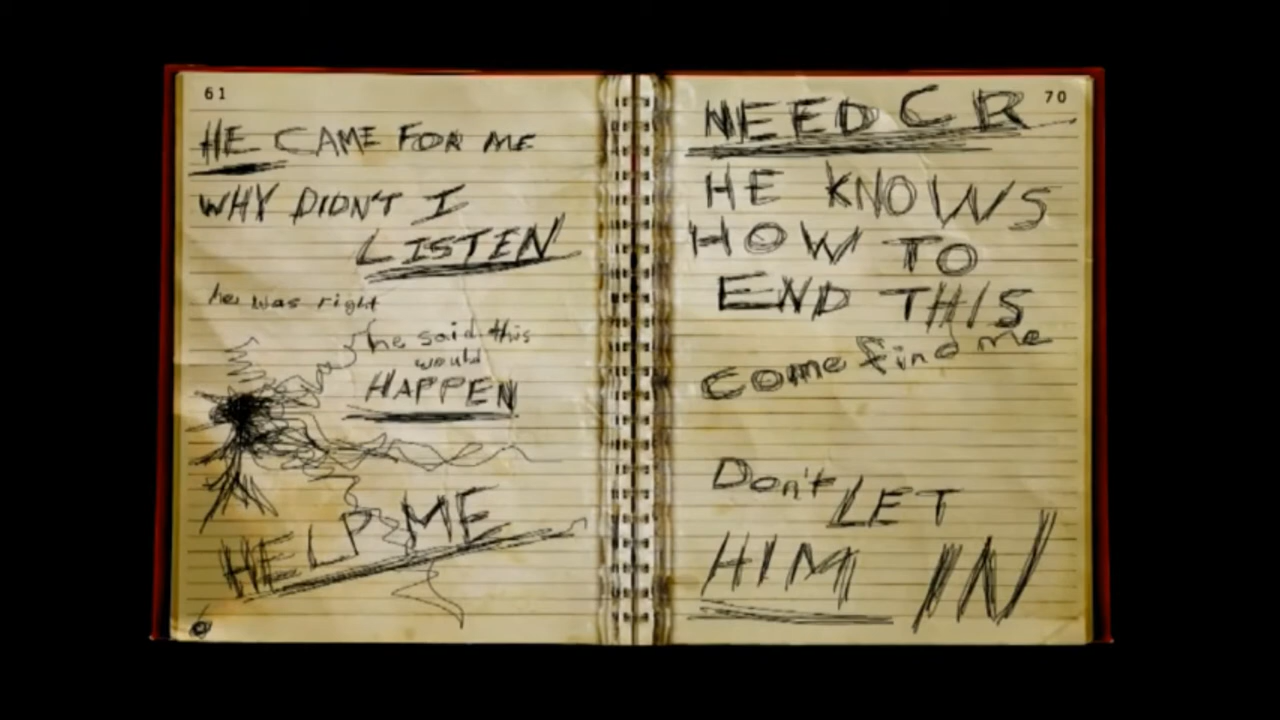 61
HE CAME FOR ME
WHY DIDN'T I
LISTEN
he was right
he said this
would
HAPPEN
HELP ME
70
NEED CR
HE KNOWS
HOW TO
END THIS
come find me
Don't LET
HIM IN